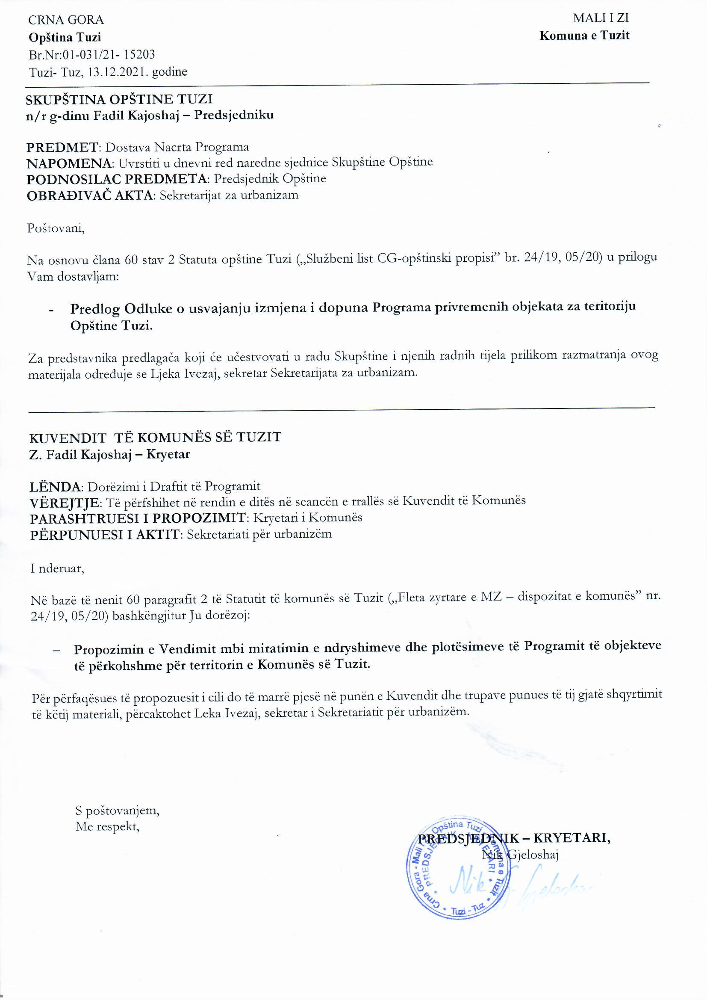 CRNA GORA
MALI I ZI
Opština Tuzi
Komuna e Tuzit
Br.Nr:01-031/21- 15203
Tuzi- Tuz, 13.12.2021. godine
SKUPŠTINA OPŠTINE TUZI
n/r g-dinu Fadil Kajoshaj – Predsjedniku
PREDMET: Dostava Nacrta Programa
NAPOMENA: Uvrstiti u dnevni red naredne sjednice Skupštine Opštine
PODNOSILAC PREDMETA: Predsjednik Opštine
OBRAĐIVAČ AKTA: Sekretarijat za urbanizam
Poštovani,
Na osnovu člana 60 stav 2 Statuta opštine Tuzi („Službeni list CG-opštinski propisi” br. 24/19, 05/20) u prilogu
Vam dostavljam:
- Predlog Odluke o usvajanju izmjena i dopuna Programa privremenih objekata za teritoriju
Opštine Tuzi.
Za predstavnika predlagača koji će učestvovati u radu Skupštine i njenih radnih tijela prilikom razmatranja ovog
materijala određuje se Ljeka Ivezaj, sekretar Sekretarijata za urbanizam.
KUVENDIT TË KOMUNËS SË TUZIT
Z. Fadil Kajoshaj – Kryetar
LËNDA: Dorëzimi i Draftit të Programit
VËREJTJE: Të përfshihet në rendin e ditës në seancën e rrallës së Kuvendit të Komunës
PARASHTRUESI I PROPOZIMIT: Kryetari i Komunës
PËRPUNUESI I AKTIT: Sekretariati për urbanizëm
I nderuar,
Në bazë të nenit 60 paragrafit 2 të Statutit të komunës së Tuzit („Fleta zyrtare e MZ – dispozitat e komunës” nr.
24/19, 05/20) bashkëngjitur Ju dorëzoj:
– Propozimin e Vendimit mbi miratimin e ndryshimeve dhe plotësimeve të Programit të objekteve
të përkohshme për territorin e Komunës së Tuzit.
Për përfaqësues të propozuesit i cili do të marrë pjesë në punën e Kuvendit dhe trupave punues të tij gjatë shqyrtimit
të këtij materiali, përcaktohet Leka Ivezaj, sekretar i Sekretariatit për urbanizëm.
S poštovanjem,
Me respekt,
PREDSJEDNIK – KRYETARI,
Nik Gjeloshaj
Crna Gora - Mali i Zi, Opština Tuzi - Komuna e Tuzit * Tuzi - Tuz *
* PREDSJEDNIK KRYETARI *
Nik Gjeloshaj